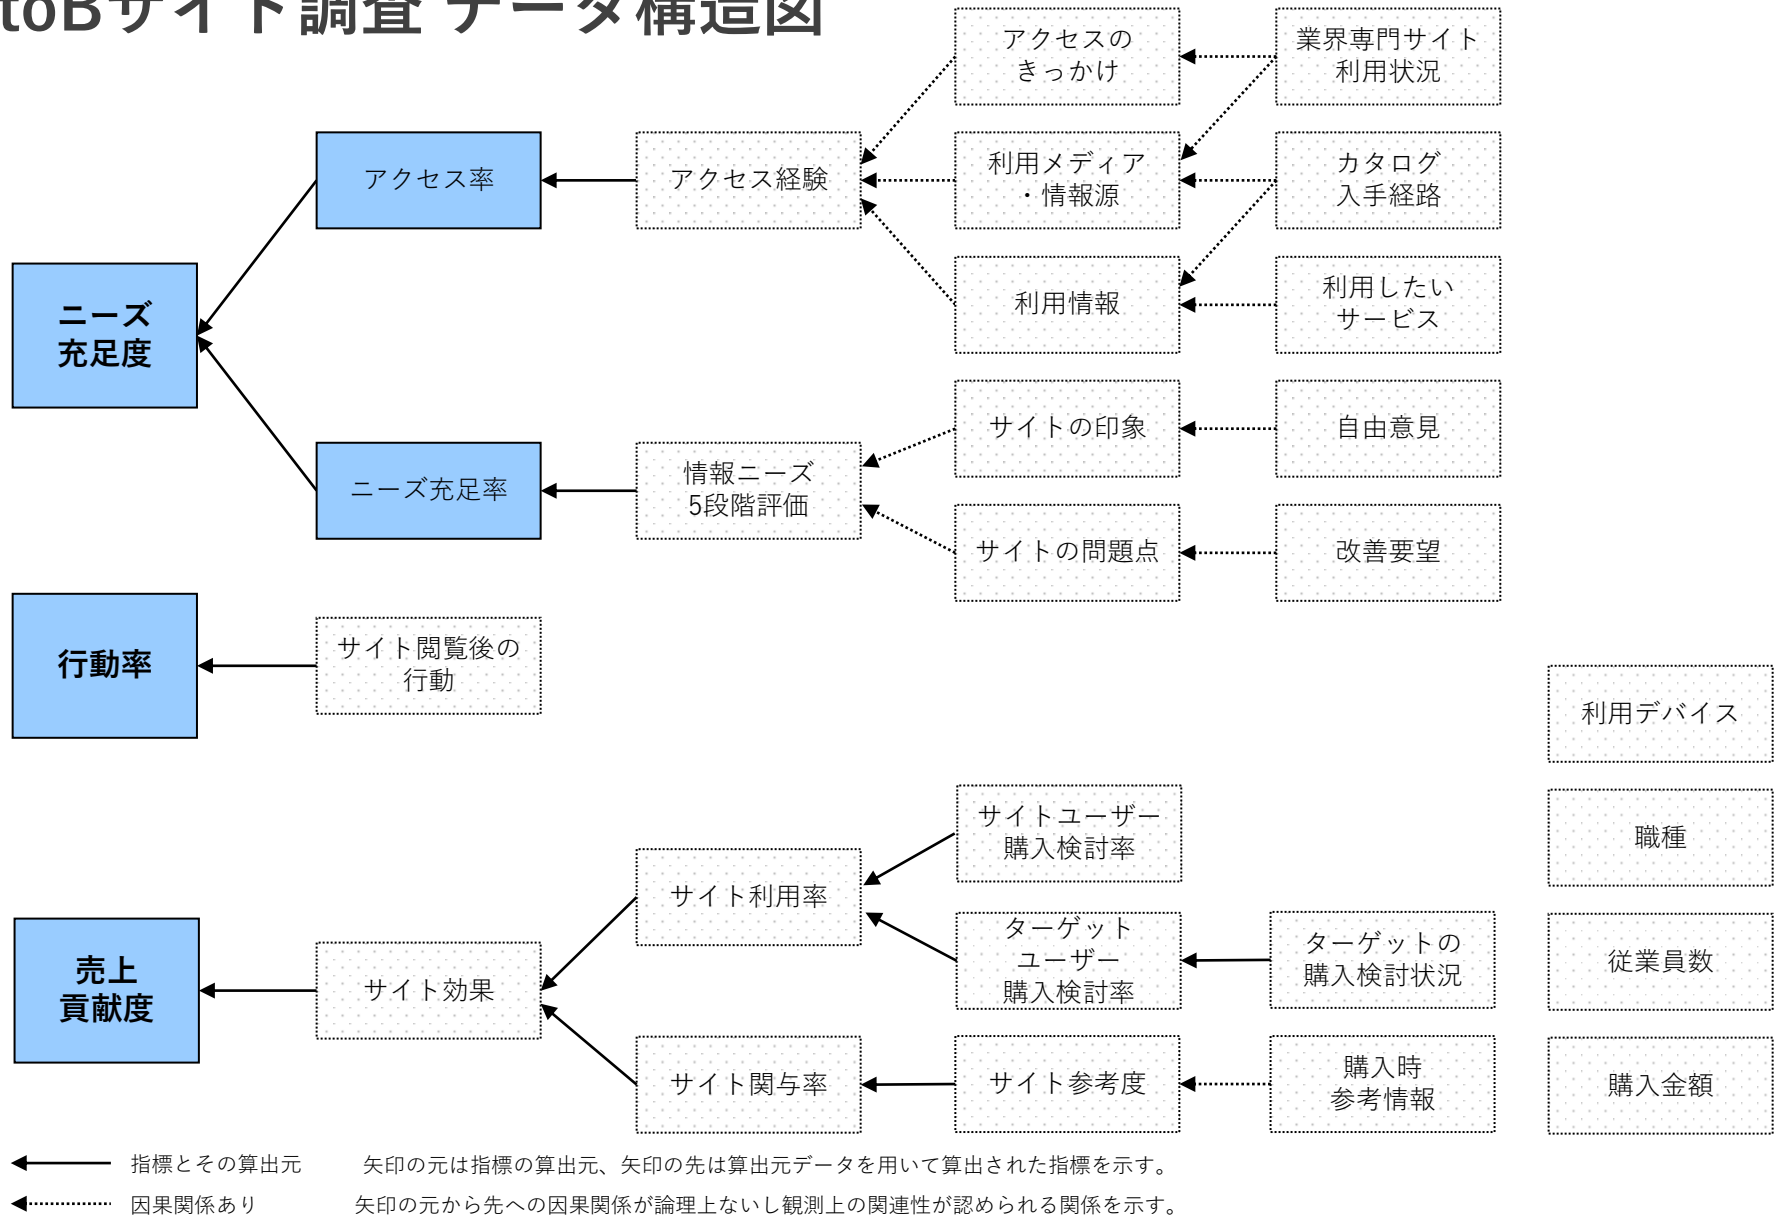 toBサイト調査 データ構造図
アクセスの
きっかけ
業界専門サイト
利用状況
アクセス率
アクセス経験
利用メディア
・情報源
カタログ
入手経路
ニーズ
充足度
利用情報
利用したい
サービス
ニーズ充足率
情報ニーズ
5段階評価
サイトの印象
自由意見
サイトの問題点
改善要望
行動率
サイト閲覧後の
行動
利用デバイス
職種
従業員数
購入金額
売上
貢献度
サイト効果
サイト利用率
サイトユーザー
購入検討率
ターゲット
ユーザー
購入検討率
ターゲットの
購入検討状況
サイト関与率
サイト参考度
購入時
参考情報
指標とその算出元 矢印の元は指標の算出元、矢印の先は算出元データを用いて算出された指標を示す。
因果関係あり 矢印の元から先への因果関係が論理上ないし観測上の関連性が認められる関係を示す。